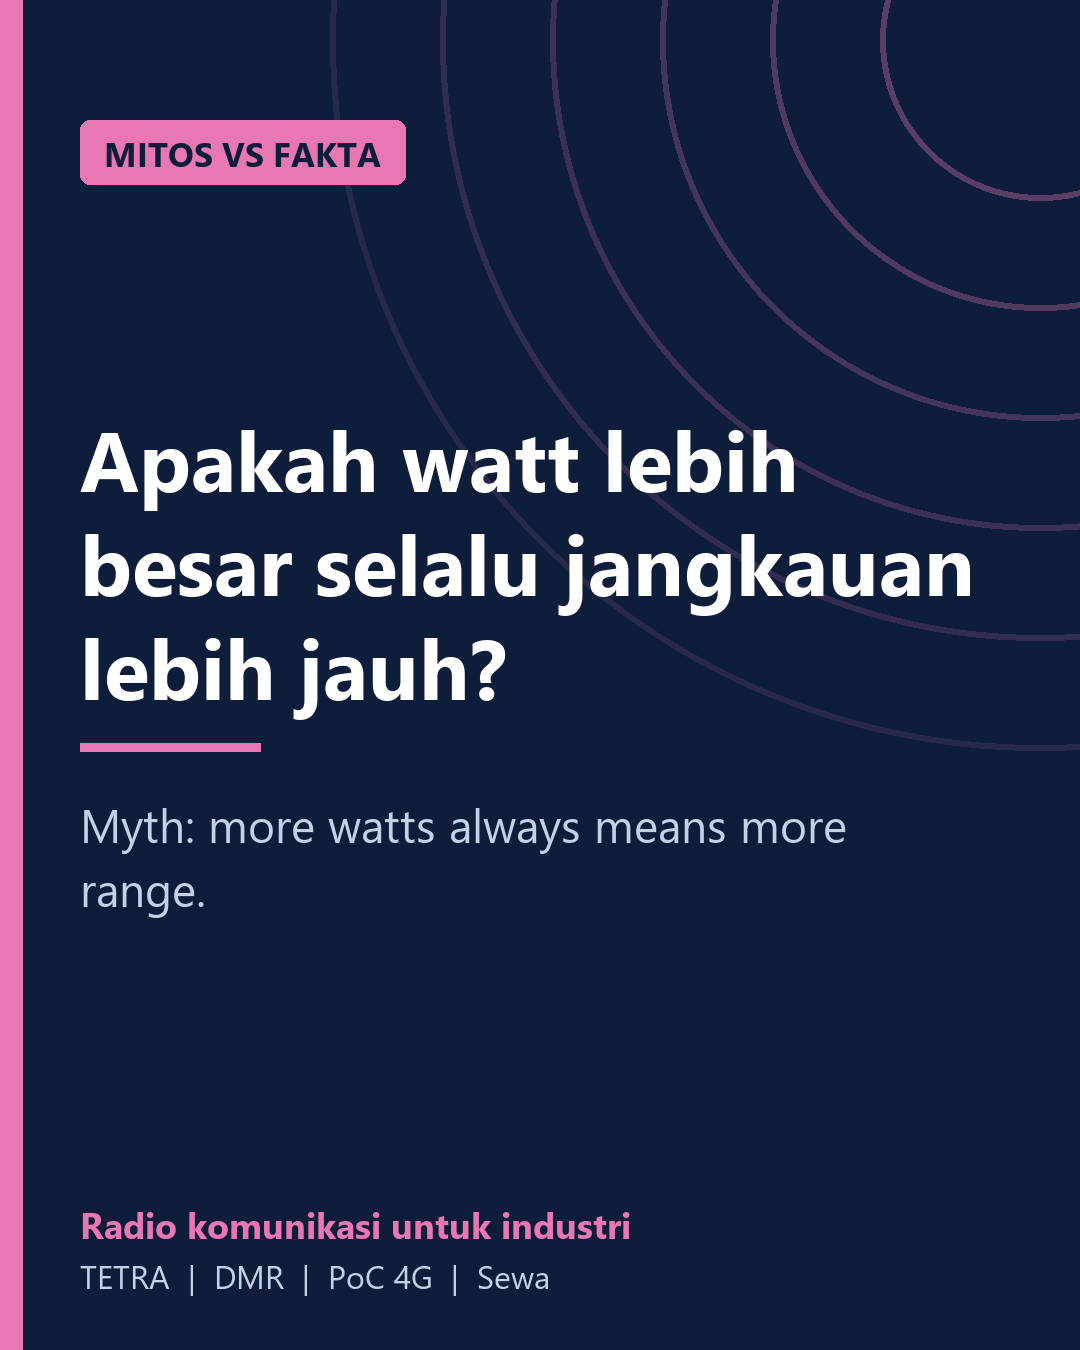 MITOS VS FAKTA
Apakah watt lebih
besar selalu jangkauan
lebih jauh?
Myth: more watts always means more
range.
Radio komunikasi untuk industri
TETRA | DMR | PoC 4G | Sewa